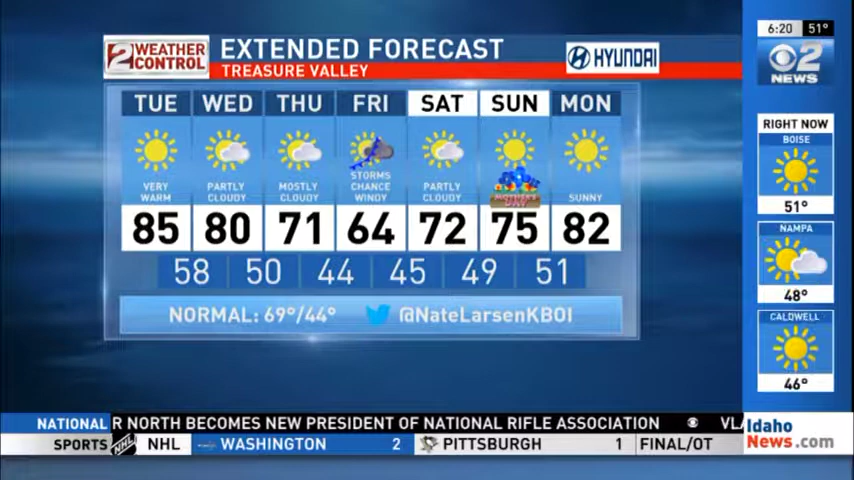 2 WEATHER CONTROL
EXTENDED FORECAST
TREASURE VALLEY
HYUNDAI
6:20 51°
2
NEWS
TUE WED THU FRI SAT SUN MON
VERY WARM
PARTLY CLOUDY
MOSTLY CLOUDY
STORMS CHANCE WINDY
PARTLY CLOUDY
MOTHER'S DAY
SUNNY
85 80 71 64 72 75 82
58 50 44 45 49 51
NORMAL: 69°/44° @NateLarsenKBOI
RIGHT NOW
BOISE
51°
NAMPA
48°
CALDWELL
46°
NATIONAL R NORTH BECOMES NEW PRESIDENT OF NATIONAL RIFLE ASSOCIATION VLA
SPORTS NHL NHL WASHINGTON 2 PITTSBURGH 1 FINAL/OT
Idaho
News.com